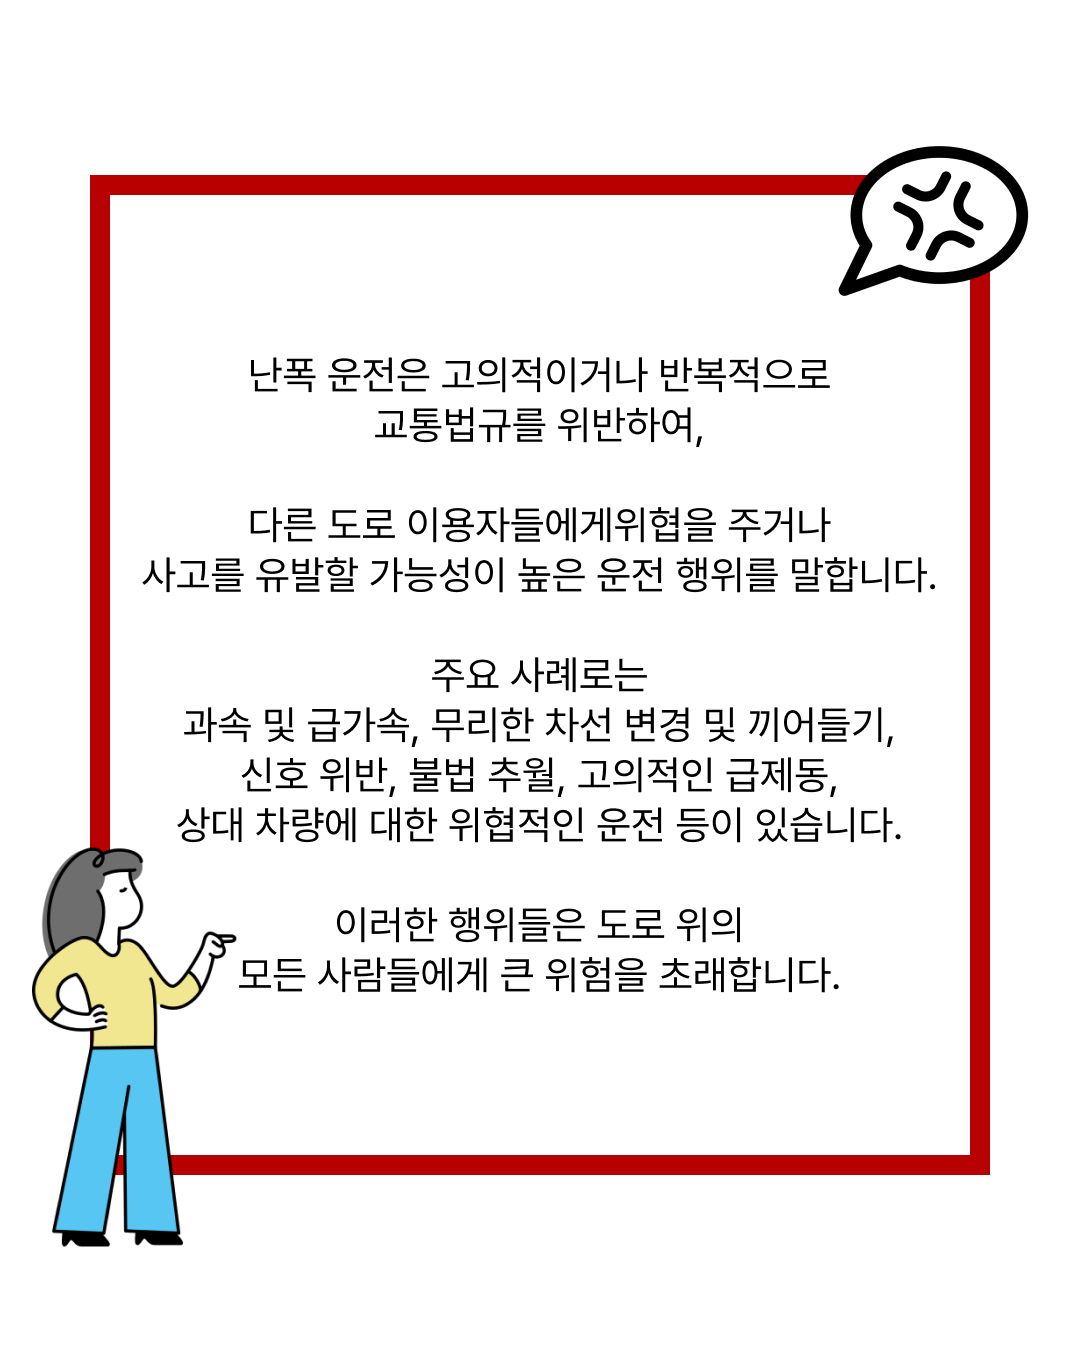 난폭 운전은 고의적이거나 반복적으로
교통법규를 위반하여,
다른 도로 이용자들에게위협을 주거나
사고를 유발할 가능성이 높은 운전 행위를 말합니다.
주요 사례로는
과속 및 급가속, 무리한 차선 변경 및 끼어들기,
신호 위반, 불법 추월, 고의적인 급제동,
상대 차량에 대한 위협적인 운전 등이 있습니다.
이러한 행위들은 도로 위의
모든 사람들에게 큰 위험을 초래합니다.